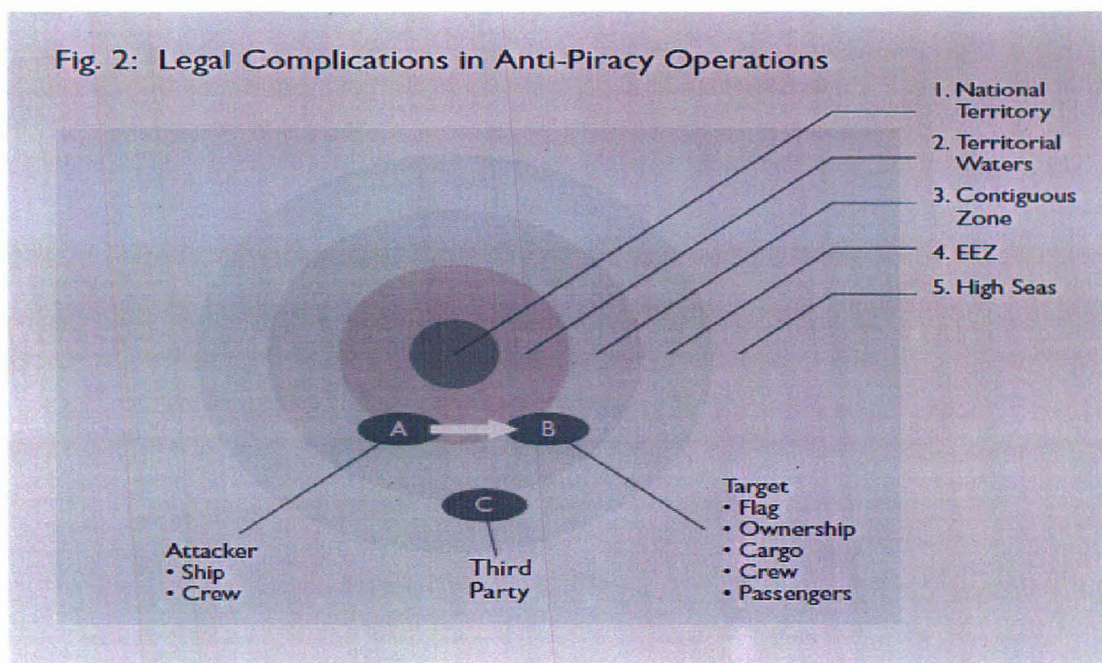 Fig. 2: Legal Complications in Anti-Piracy Operations
1. National
Territory
2. Territorial
Waters
3. Contiguous
Zone
4. EEZ
5. High Seas
A
B
C
Attacker
• Ship
• Crew
Third
Party
Target
• Flag
• Ownership
• Cargo
• Crew
• Passengers